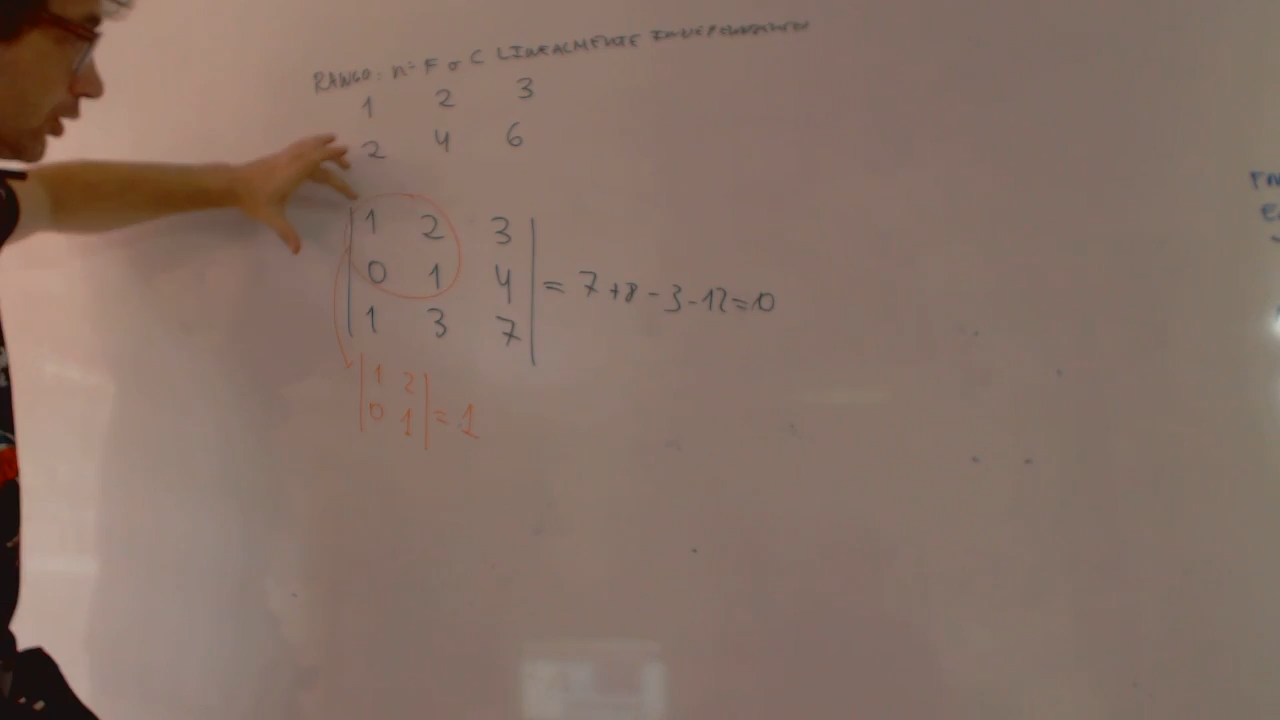 RANGO: nº F o C LINEALMENTE INDEPENDIENTES
1 2 3
2 4 6
| 1 2 3 |
| 0 1 4 | = 7 + 8 - 3 - 12 = 0
| 1 3 7 |
| 1 2 |
| 0 1 | = 1